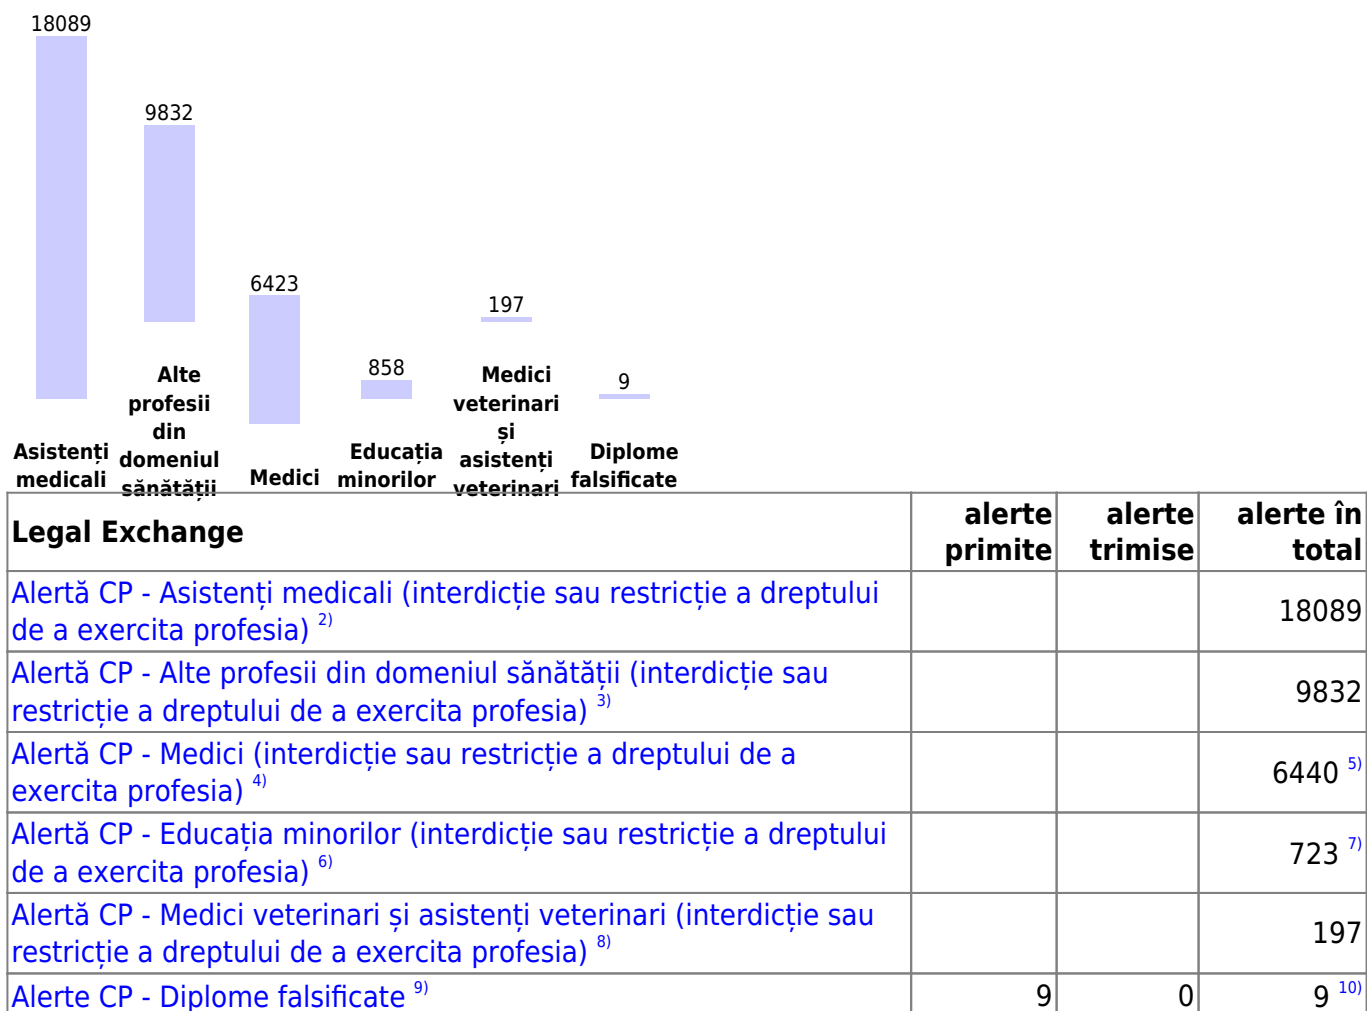 18089
9832
6423
858
197
9
Asistenți
medicali
Alte
profesii
din
domeniul
sănătății
Medici
Educația
minorilor
Medici
veterinari
și
asistenți
veterinari
Diplome
falsificate
Legal Exchange alerte primite alerte trimise alerte în total
Alertă CP - Asistenți medicali (interdicție sau restricție a dreptului
de a exercita profesia) 2) 18089
Alertă CP - Alte profesii din domeniul sănătății (interdicție sau
restricție a dreptului de a exercita profesia) 3) 9832
Alertă CP - Medici (interdicție sau restricție a dreptului de a
exercita profesia) 4) 6440 5)
Alertă CP - Educația minorilor (interdicție sau restricție a dreptului
de a exercita profesia) 6) 723 7)
Alertă CP - Medici veterinari și asistenți veterinari (interdicție sau
restricție a dreptului de a exercita profesia) 8) 197
Alerte CP - Diplome falsificate 9) 9 0 9 10)